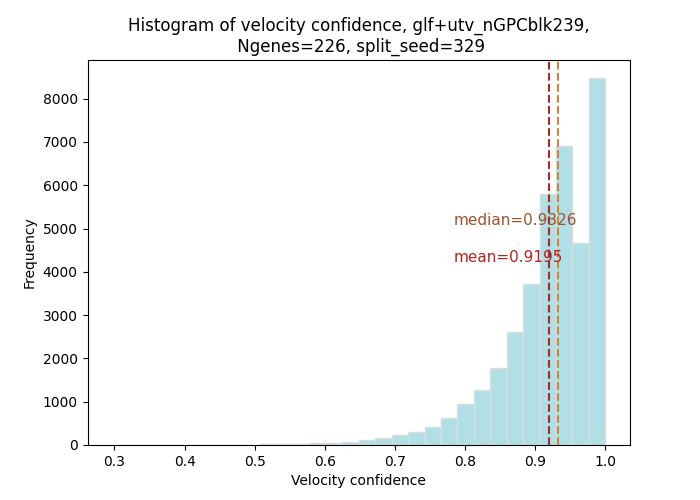 Histogram of velocity confidence, glf+utv_nGPCblk239,
Ngenes=226, split_seed=329
Frequency
8000
7000
6000
5000
4000
3000
2000
1000
0
median=0.9326
mean=0.9195
0.3 0.4 0.5 0.6 0.7 0.8 0.9 1.0
Velocity confidence